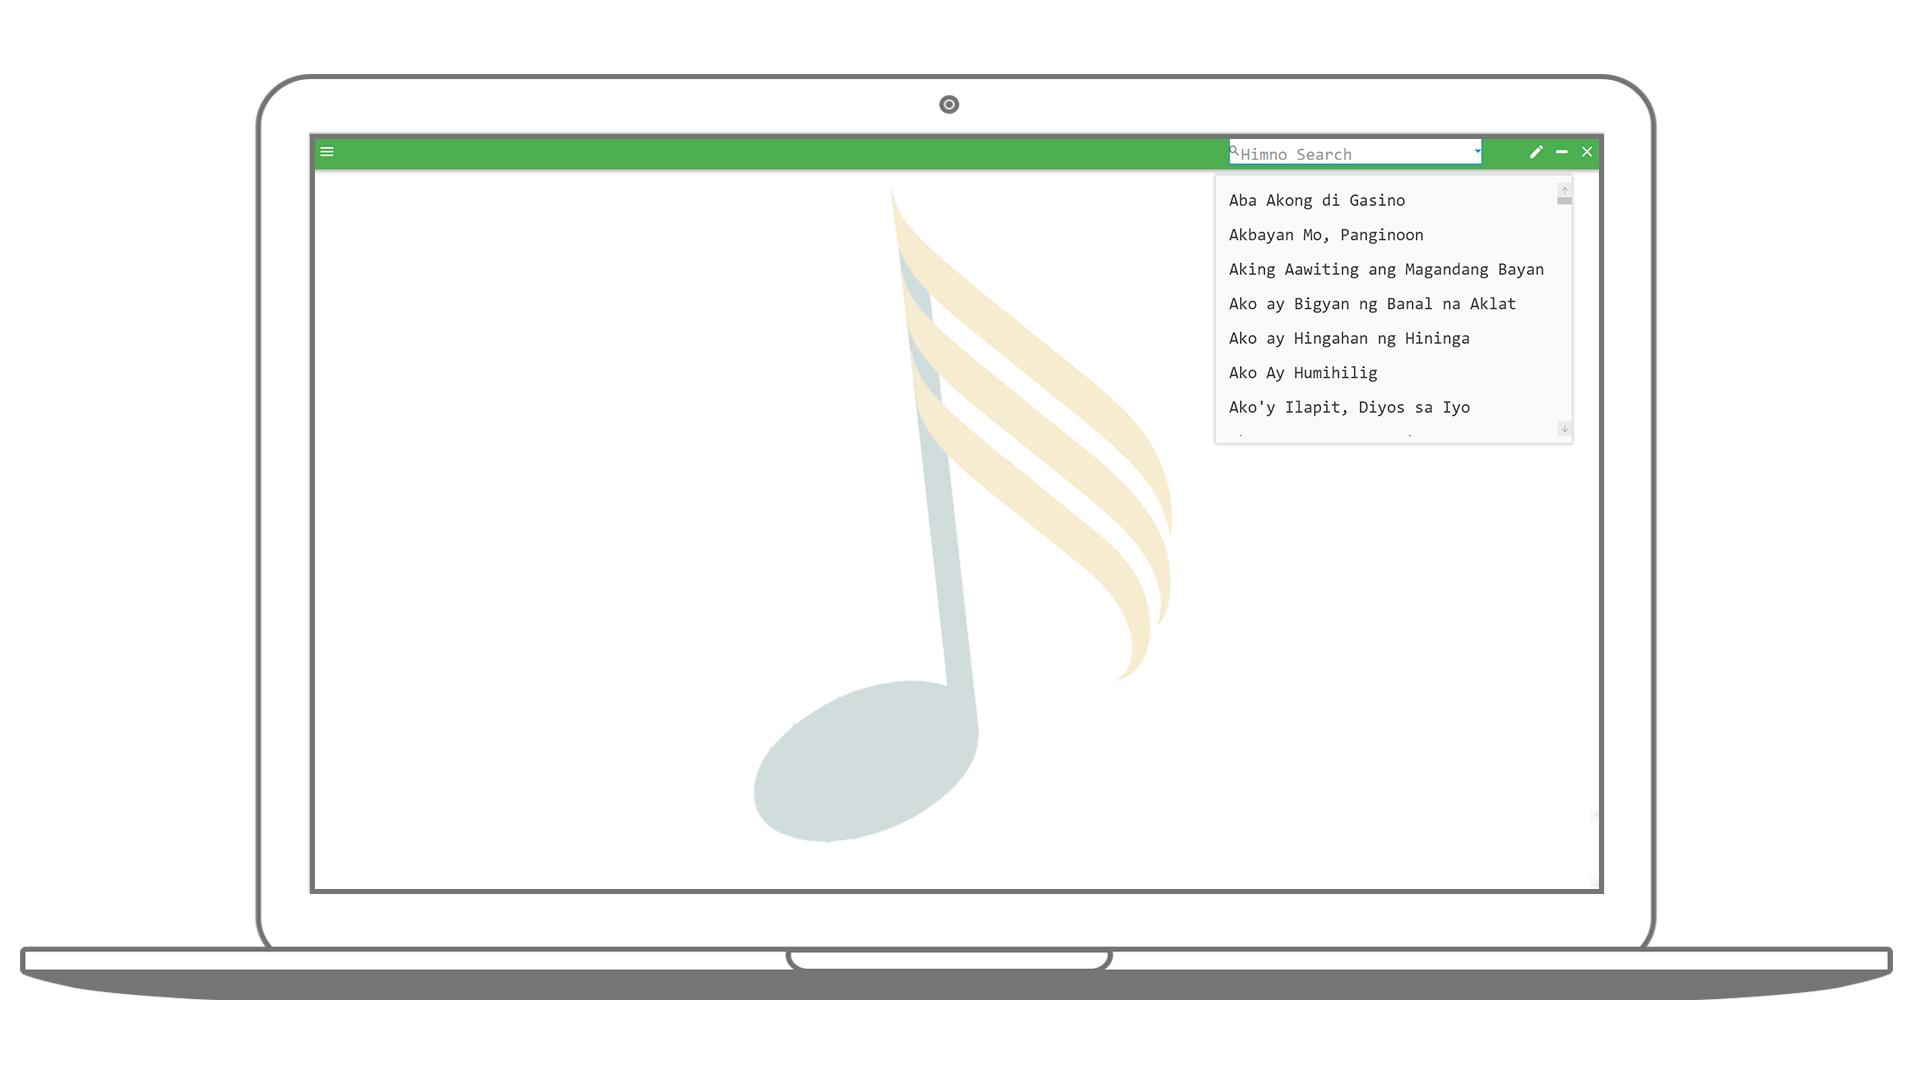 Himno Search
Aba Akong di Gasino
Akbayan Mo, Panginoon
Aking Aawiting ang Magandang Bayan
Ako ay Bigyan ng Banal na Aklat
Ako ay Hingahan ng Hininga
Ako Ay Humihilig
Ako'y Ilapit, Diyos sa Iyo